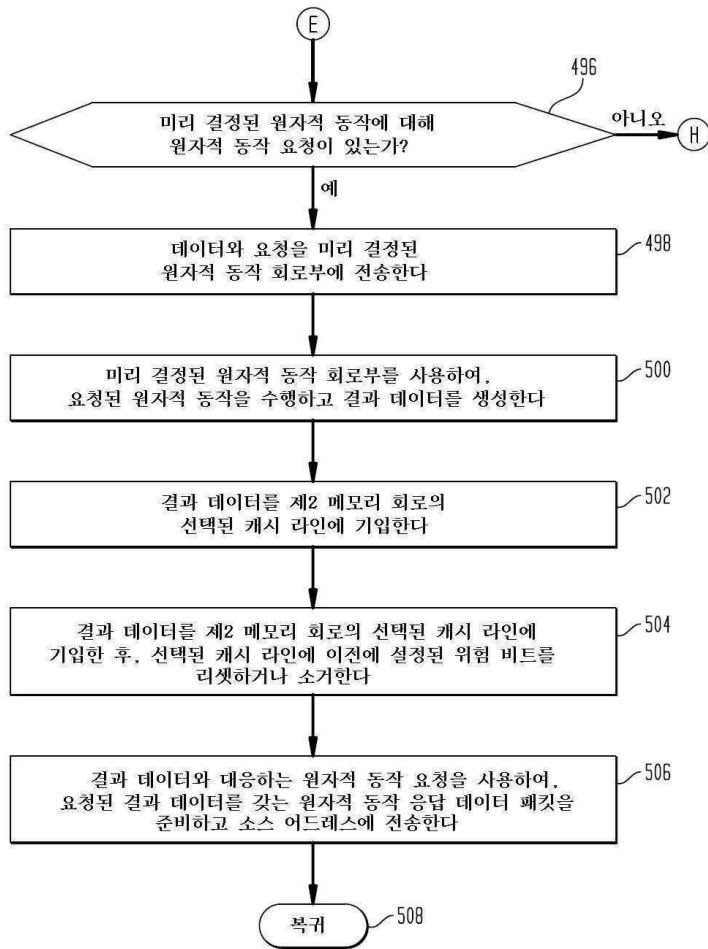 E
496
미리 결정된 원자적 동작에 대해
원자적 동작 요청이 있는가?
아니오
H
예
데이터와 요청을 미리 결정된
원자적 동작 회로부에 전송한다
498
미리 결정된 원자적 동작 회로부를 사용하여,
요청된 원자적 동작을 수행하고 결과 데이터를 생성한다
500
결과 데이터를 제2 메모리 회로의
선택된 캐시 라인에 기입한다
502
결과 데이터를 제2 메모리 회로의 선택된 캐시 라인에
기입한 후, 선택된 캐시 라인에 이전에 설정된 위험 비트를
리셋하거나 소거한다
504
결과 데이터와 대응하는 원자적 동작 요청을 사용하여,
요청된 결과 데이터를 갖는 원자적 동작 응답 데이터 패킷을
준비하고 소스 어드레스에 전송한다
506
복귀
508